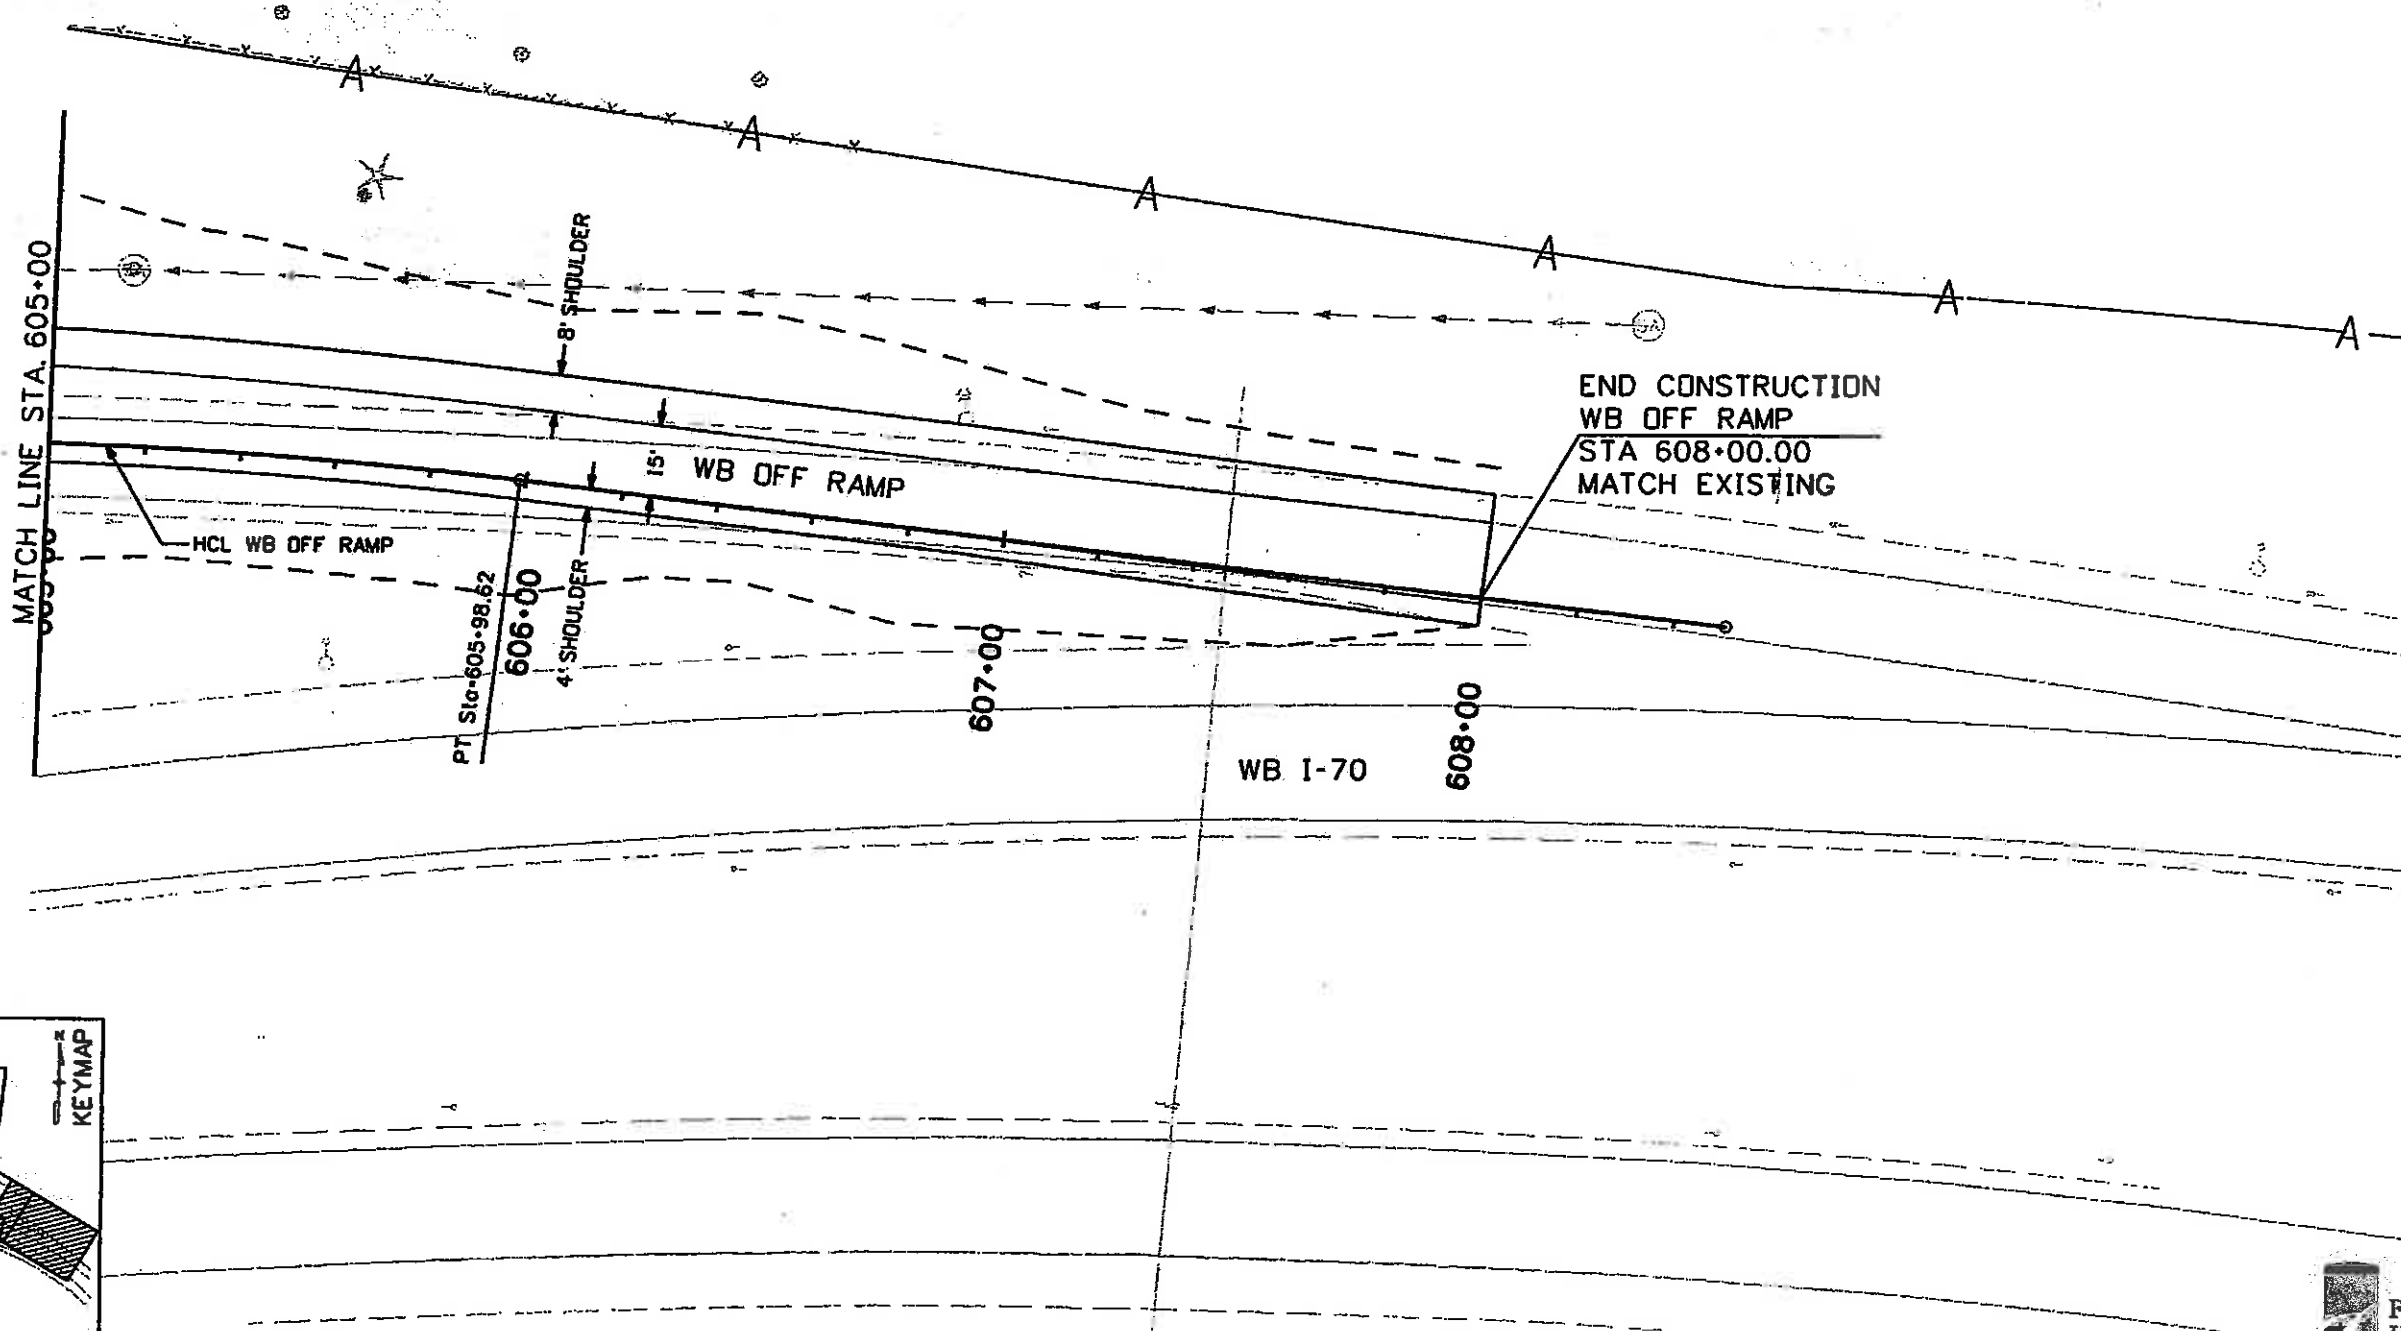 A
A
A
A
A
A
MATCH LINE STA. 605+00
8' SHOULDER
END CONSTRUCTION
WB OFF RAMP
STA 608+00.00
MATCH EXISTING
15'
WB OFF RAMP
HCL WB OFF RAMP
PT Sta=605+98.62
606+00
4' SHOULDER
607+00
608+00
WB I-70
KEYMAP